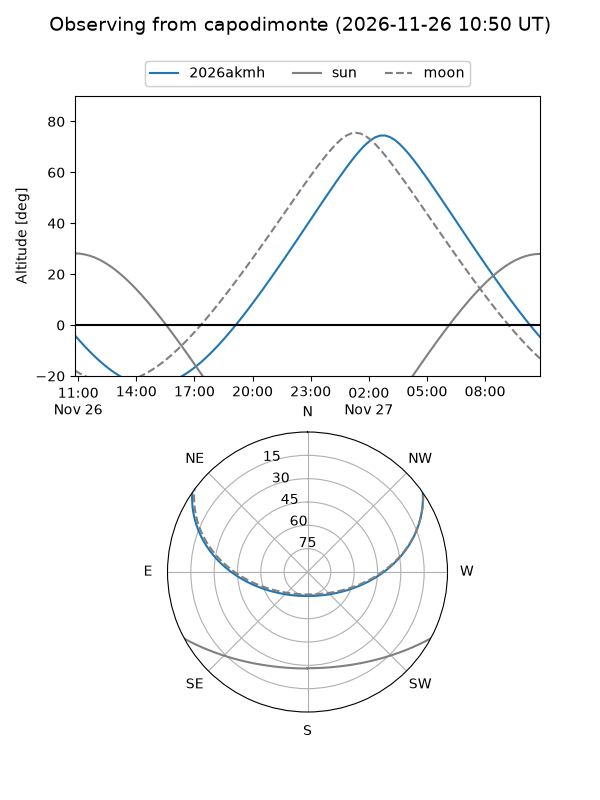 Observing from capodimonte (2026-11-26 10:50 UT)
2026akmh sun moon
80
60
40
20
0
−20
Altitude [deg]
11:00 14:00 17:00 20:00 23:00 02:00 05:00 08:00
Nov 26 Nov 27
N
NE NW
15
30
45
60
75
E W
SE SW
S